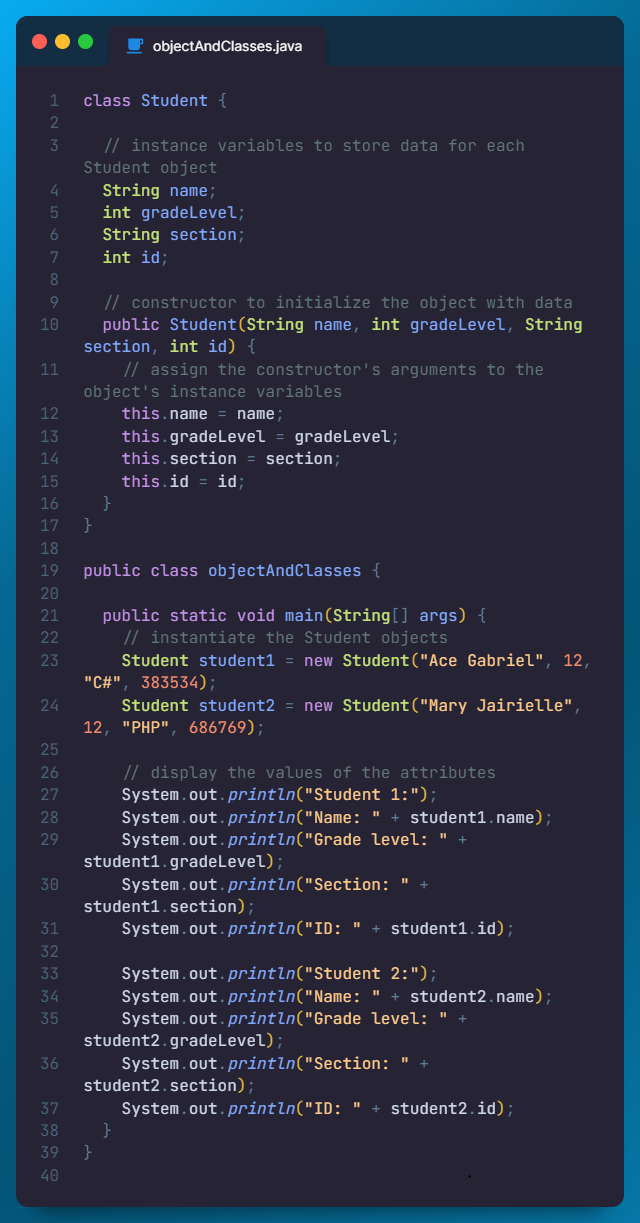 objectAndClasses.java
1 class Student {
2
3   // instance variables to store data for each
Student object
4   String name;
5   int gradeLevel;
6   String section;
7   int id;
8
9   // constructor to initialize the object with data
10   public Student(String name, int gradeLevel, String
section, int id) {
11     // assign the constructor's arguments to the
object's instance variables
12     this.name = name;
13     this.gradeLevel = gradeLevel;
14     this.section = section;
15     this.id = id;
16   }
17 }
18
19 public class objectAndClasses {
20
21   public static void main(String[] args) {
22     // instantiate the Student objects
23     Student student1 = new Student("Ace Gabriel", 12,
"C#", 383534);
24     Student student2 = new Student("Mary Jairielle",
12, "PHP", 686769);
25
26     // display the values of the attributes
27     System.out.println("Student 1:");
28     System.out.println("Name: " + student1.name);
29     System.out.println("Grade level: " +
student1.gradeLevel);
30     System.out.println("Section: " +
student1.section);
31     System.out.println("ID: " + student1.id);
32
33     System.out.println("Student 2:");
34     System.out.println("Name: " + student2.name);
35     System.out.println("Grade level: " +
student2.gradeLevel);
36     System.out.println("Section: " +
student2.section);
37     System.out.println("ID: " + student2.id);
38   }
39 }
40